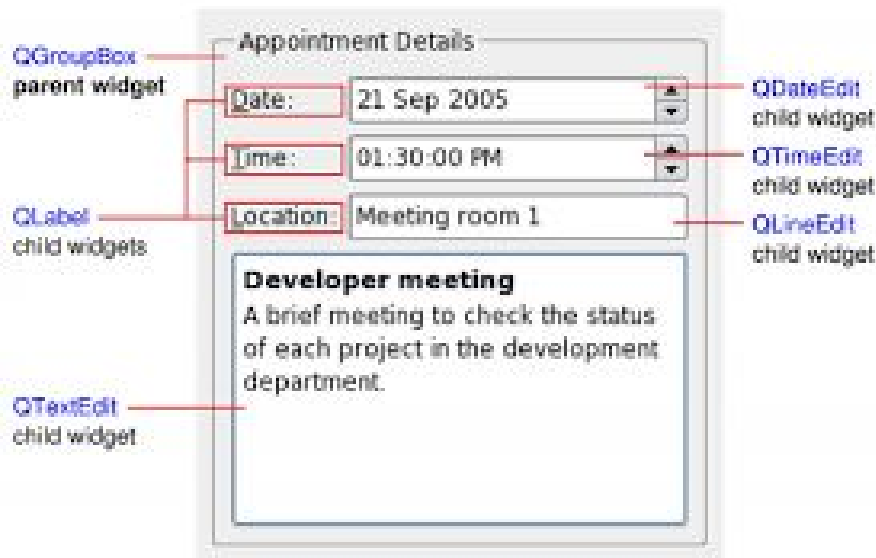 Appointment Details
QGroupBox
parent widget
Date:
21 Sep 2005
QDateEdit
child widget
Time:
01:30:00 PM
QTimeEdit
child widget
QLabel
child widgets
Location:
Meeting room 1
QLineEdit
child widget
Developer meeting
A brief meeting to check the status
of each project in the development
department.
QTextEdit
child widget